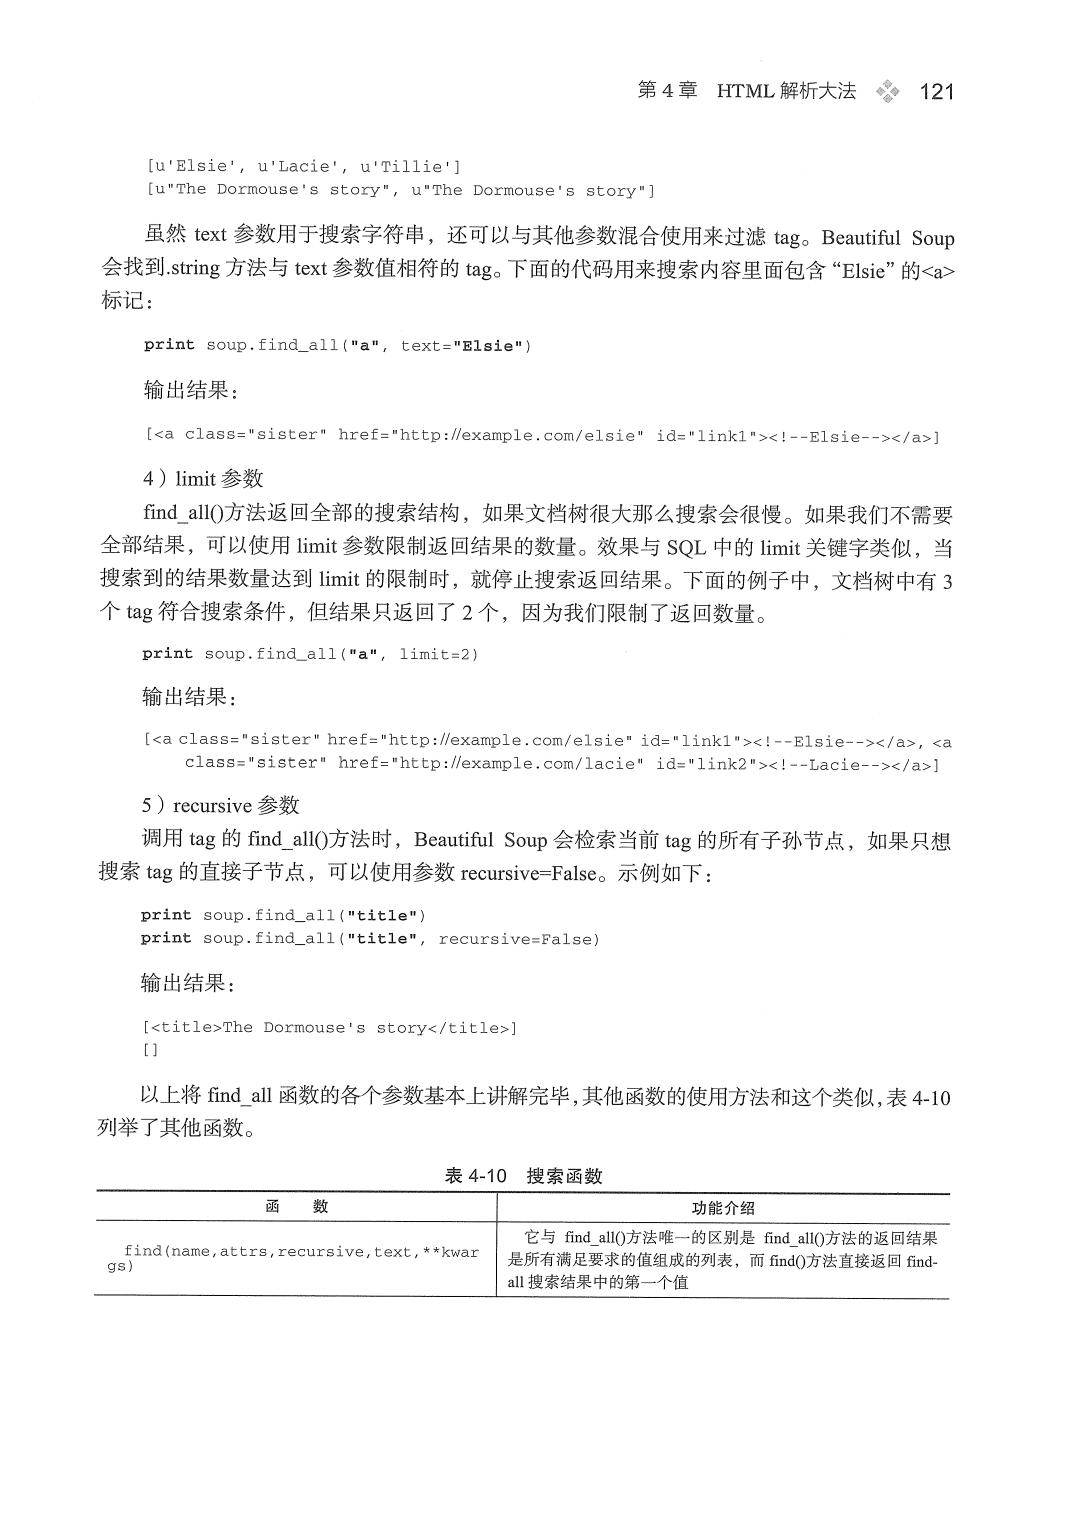 第 4 章 HTML 解析大法 121
[u'Elsie', u'Lacie', u'Tillie']
[u"The Dormouse's story", u"The Dormouse's story"]
虽然 text 参数用于搜索字符串，还可以与其他参数混合使用来过滤 tag。Beautiful Soup
会找到.string 方法与 text 参数值相符的 tag。下面的代码用来搜索内容里面包含“Elsie”的<a>
标记：
print soup.find_all("a", text="Elsie")
输出结果：
[<a class="sister" href="http://example.com/elsie" id="link1"><!--Elsie--></a>]
4）limit 参数
find_all()方法返回全部的搜索结构，如果文档树很大那么搜索会很慢。如果我们不需要
全部结果，可以使用 limit 参数限制返回结果的数量。效果与 SQL 中的 limit 关键字类似，当
搜索到的结果数量达到 limit 的限制时，就停止搜索返回结果。下面的例子中，文档树中有 3
个 tag 符合搜索条件，但结果只返回了 2 个，因为我们限制了返回数量。
print soup.find_all("a", limit=2)
输出结果：
[<a class="sister" href="http://example.com/elsie" id="link1"><!--Elsie--></a>, <a
class="sister" href="http://example.com/lacie" id="link2"><!--Lacie--></a>]
5）recursive 参数
调用 tag 的 find_all()方法时，Beautiful Soup 会检索当前 tag 的所有子孙节点，如果只想
搜索 tag 的直接子节点，可以使用参数 recursive=False。示例如下：
print soup.find_all("title")
print soup.find_all("title", recursive=False)
输出结果：
[<title>The Dormouse's story</title>]
[]
以上将 find_all 函数的各个参数基本上讲解完毕，其他函数的使用方法和这个类似，表 4-10
列举了其他函数。
表 4-10 搜索函数
函 数 功能介绍
find(name,attrs,recursive,text,**kwar
gs)
它与 find_all()方法唯一的区别是 find_all()方法的返回结果
是所有满足要求的值组成的列表，而 find()方法直接返回 find-
all 搜索结果中的第一个值